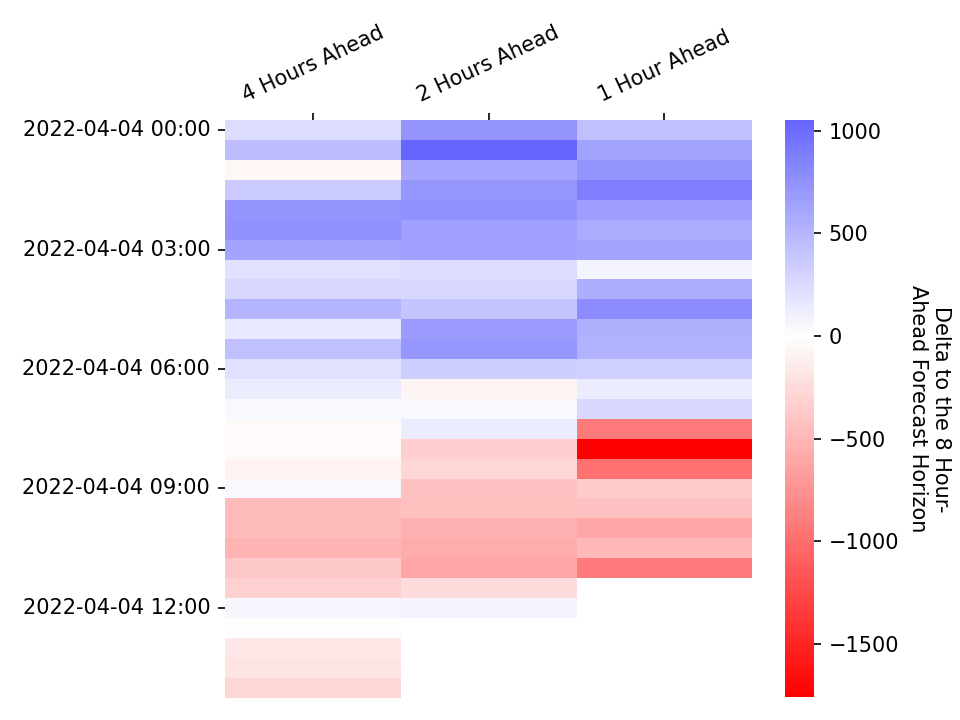 4 Hours Ahead
2 Hours Ahead
1 Hour Ahead
2022-04-04 00:00
2022-04-04 03:00
2022-04-04 06:00
2022-04-04 09:00
2022-04-04 12:00
1000
500
0
−500
−1000
−1500
Delta to the 8 Hour-
Ahead Forecast Horizon